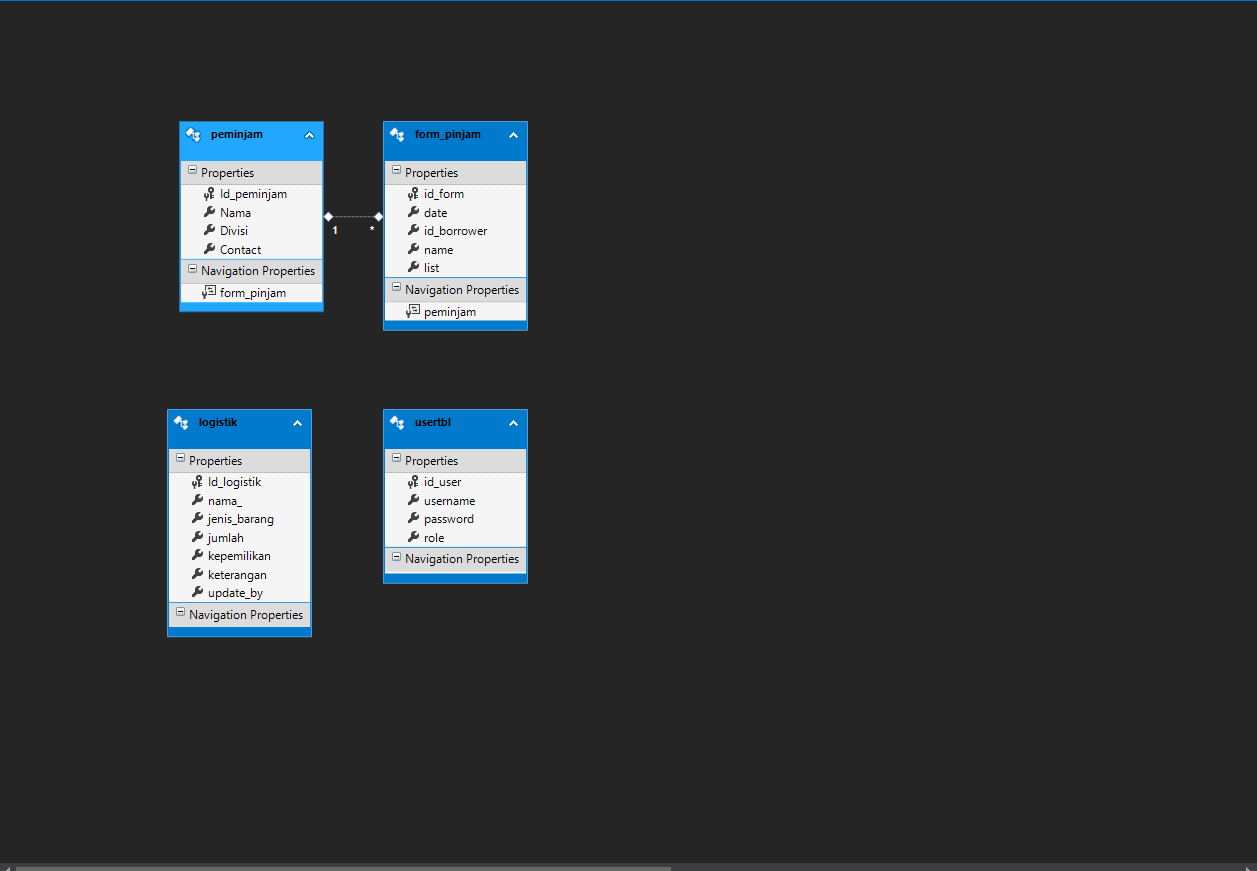 peminjam
Properties
Id_peminjam
Nama
Divisi
Contact
Navigation Properties
form_pinjam
1
*
form_pinjam
Properties
id_form
date
id_borrower
name
list
Navigation Properties
peminjam
logistik
Properties
Id_logistik
nama_
jenis_barang
jumlah
kepemilikan
keterangan
update_by
Navigation Properties
usertbl
Properties
id_user
username
password
role
Navigation Properties